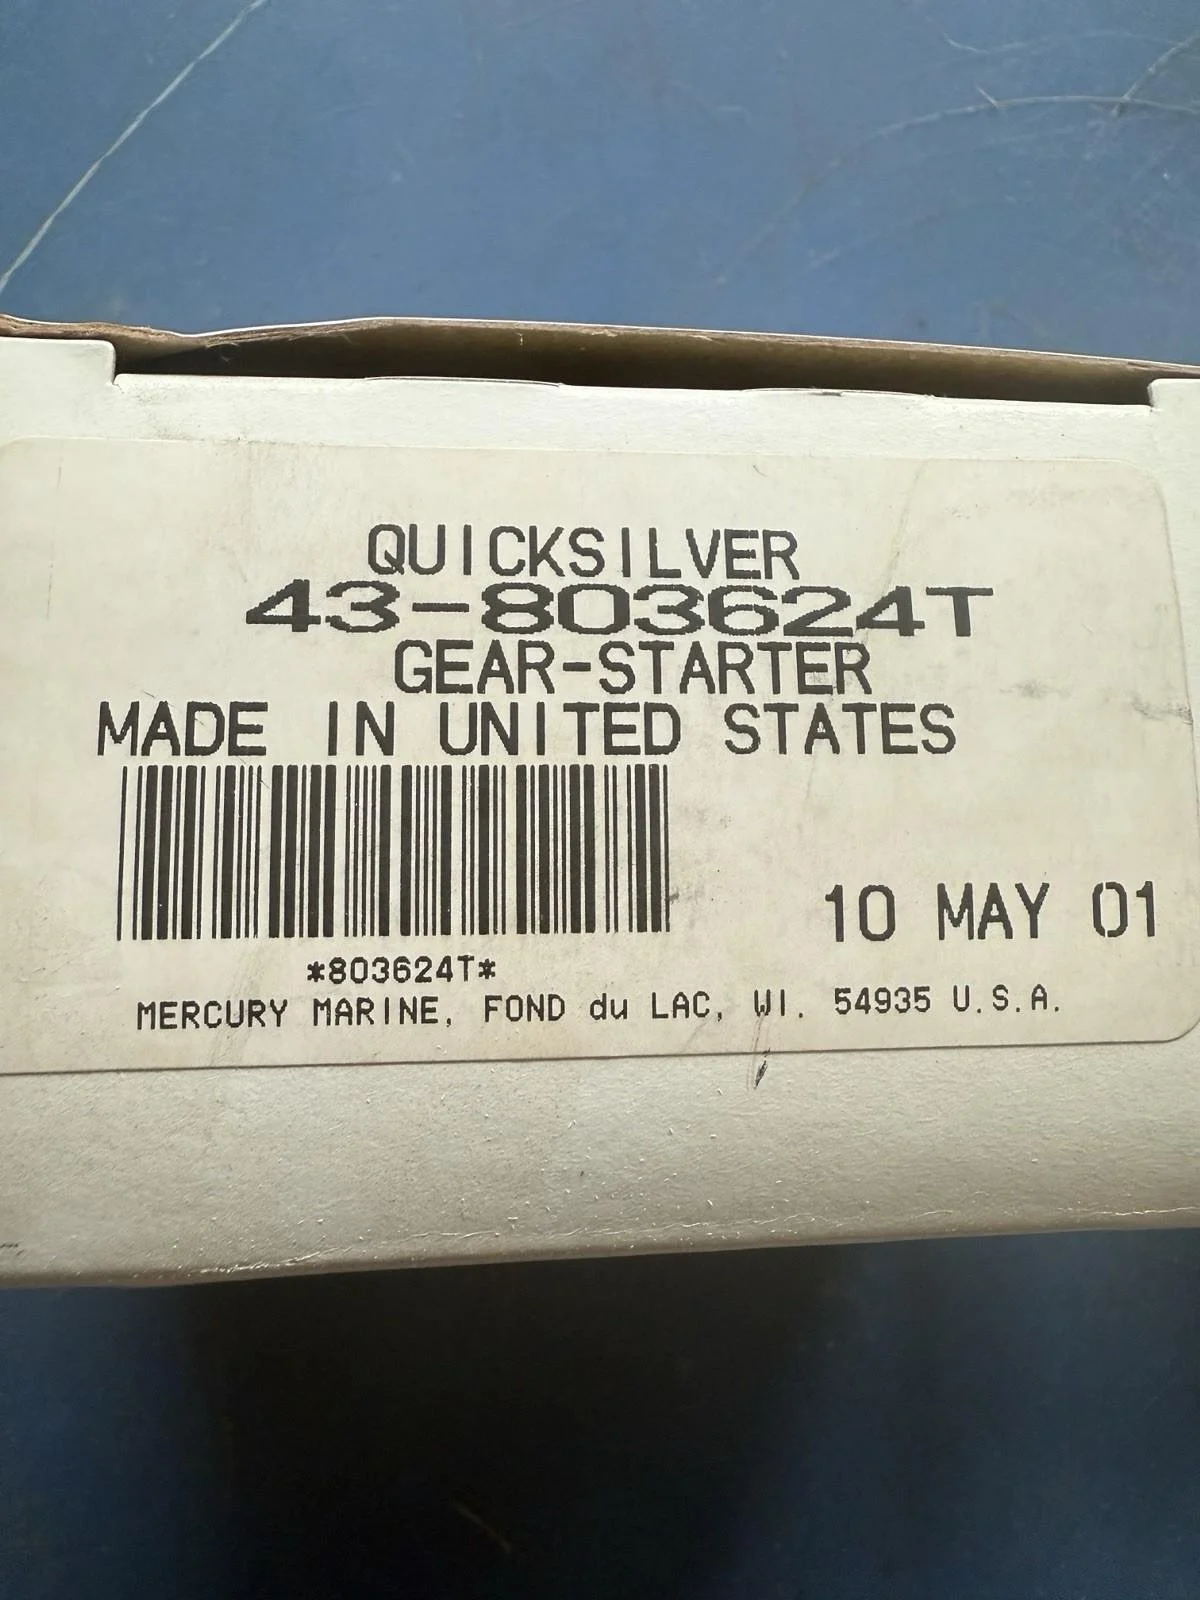 QUICKSILVER
43-803624T
GEAR-STARTER
MADE IN UNITED STATES
10 MAY 01
*803624T*
MERCURY MARINE, FOND du LAC, WI. 54935 U.S.A.